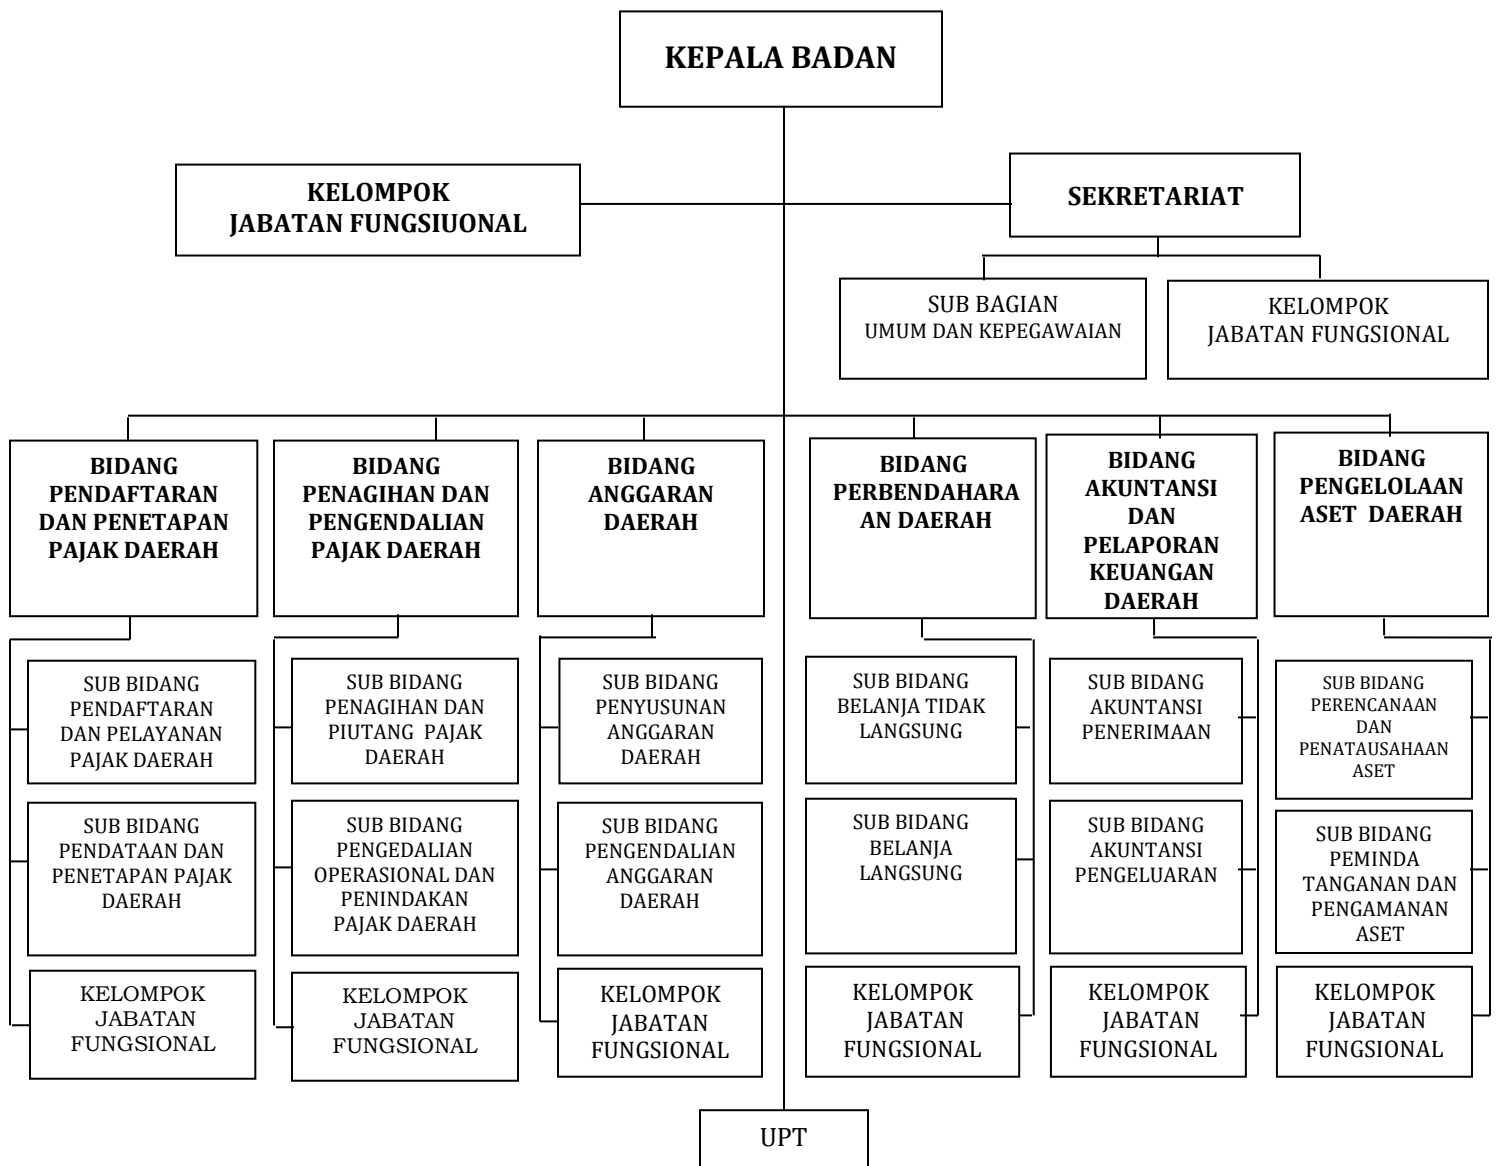 KEPALA BADAN
KELOMPOK
JABATAN FUNGSIUONAL
SEKRETARIAT
SUB BAGIAN
UMUM DAN KEPEGAWAIAN
KELOMPOK
JABATAN FUNGSIONAL
BIDANG
PENDAFTARAN
DAN PENETAPAN
PAJAK DAERAH
BIDANG
PENAGIHAN DAN
PENGENDALIAN
PAJAK DAERAH
BIDANG
ANGGARAN
DAERAH
BIDANG
PERBENDAHARA
AN DAERAH
BIDANG
AKUNTANSI
DAN
PELAPORAN
KEUANGAN
DAERAH
BIDANG
PENGELOLAAN
ASET DAERAH
SUB BIDANG
PENDAFTARAN
DAN PELAYANAN
PAJAK DAERAH
SUB BIDANG
PENAGIHAN DAN
PIUTANG PAJAK
DAERAH
SUB BIDANG
PENYUSUNAN
ANGGARAN
DAERAH
SUB BIDANG
BELANJA TIDAK
LANGSUNG
SUB BIDANG
AKUNTANSI
PENERIMAAN
SUB BIDANG
PERENCANAAN
DAN
PENATAUSAHAAN
ASET
SUB BIDANG
PENDATAAN DAN
PENETAPAN PAJAK
DAERAH
SUB BIDANG
PENGEDALIAN
OPERASIONAL DAN
PENINDAKAN
PAJAK DAERAH
SUB BIDANG
PENGENDALIAN
ANGGARAN
DAERAH
SUB BIDANG
BELANJA
LANGSUNG
SUB BIDANG
AKUNTANSI
PENGELUARAN
SUB BIDANG
PEMINDA
TANGANAN DAN
PENGAMANAN
ASET
KELOMPOK
JABATAN
FUNGSIONAL
KELOMPOK
JABATAN
FUNGSIONAL
KELOMPOK
JABATAN
FUNGSIONAL
KELOMPOK
JABATAN
FUNGSIONAL
KELOMPOK
JABATAN
FUNGSIONAL
KELOMPOK
JABATAN
FUNGSIONAL
UPT